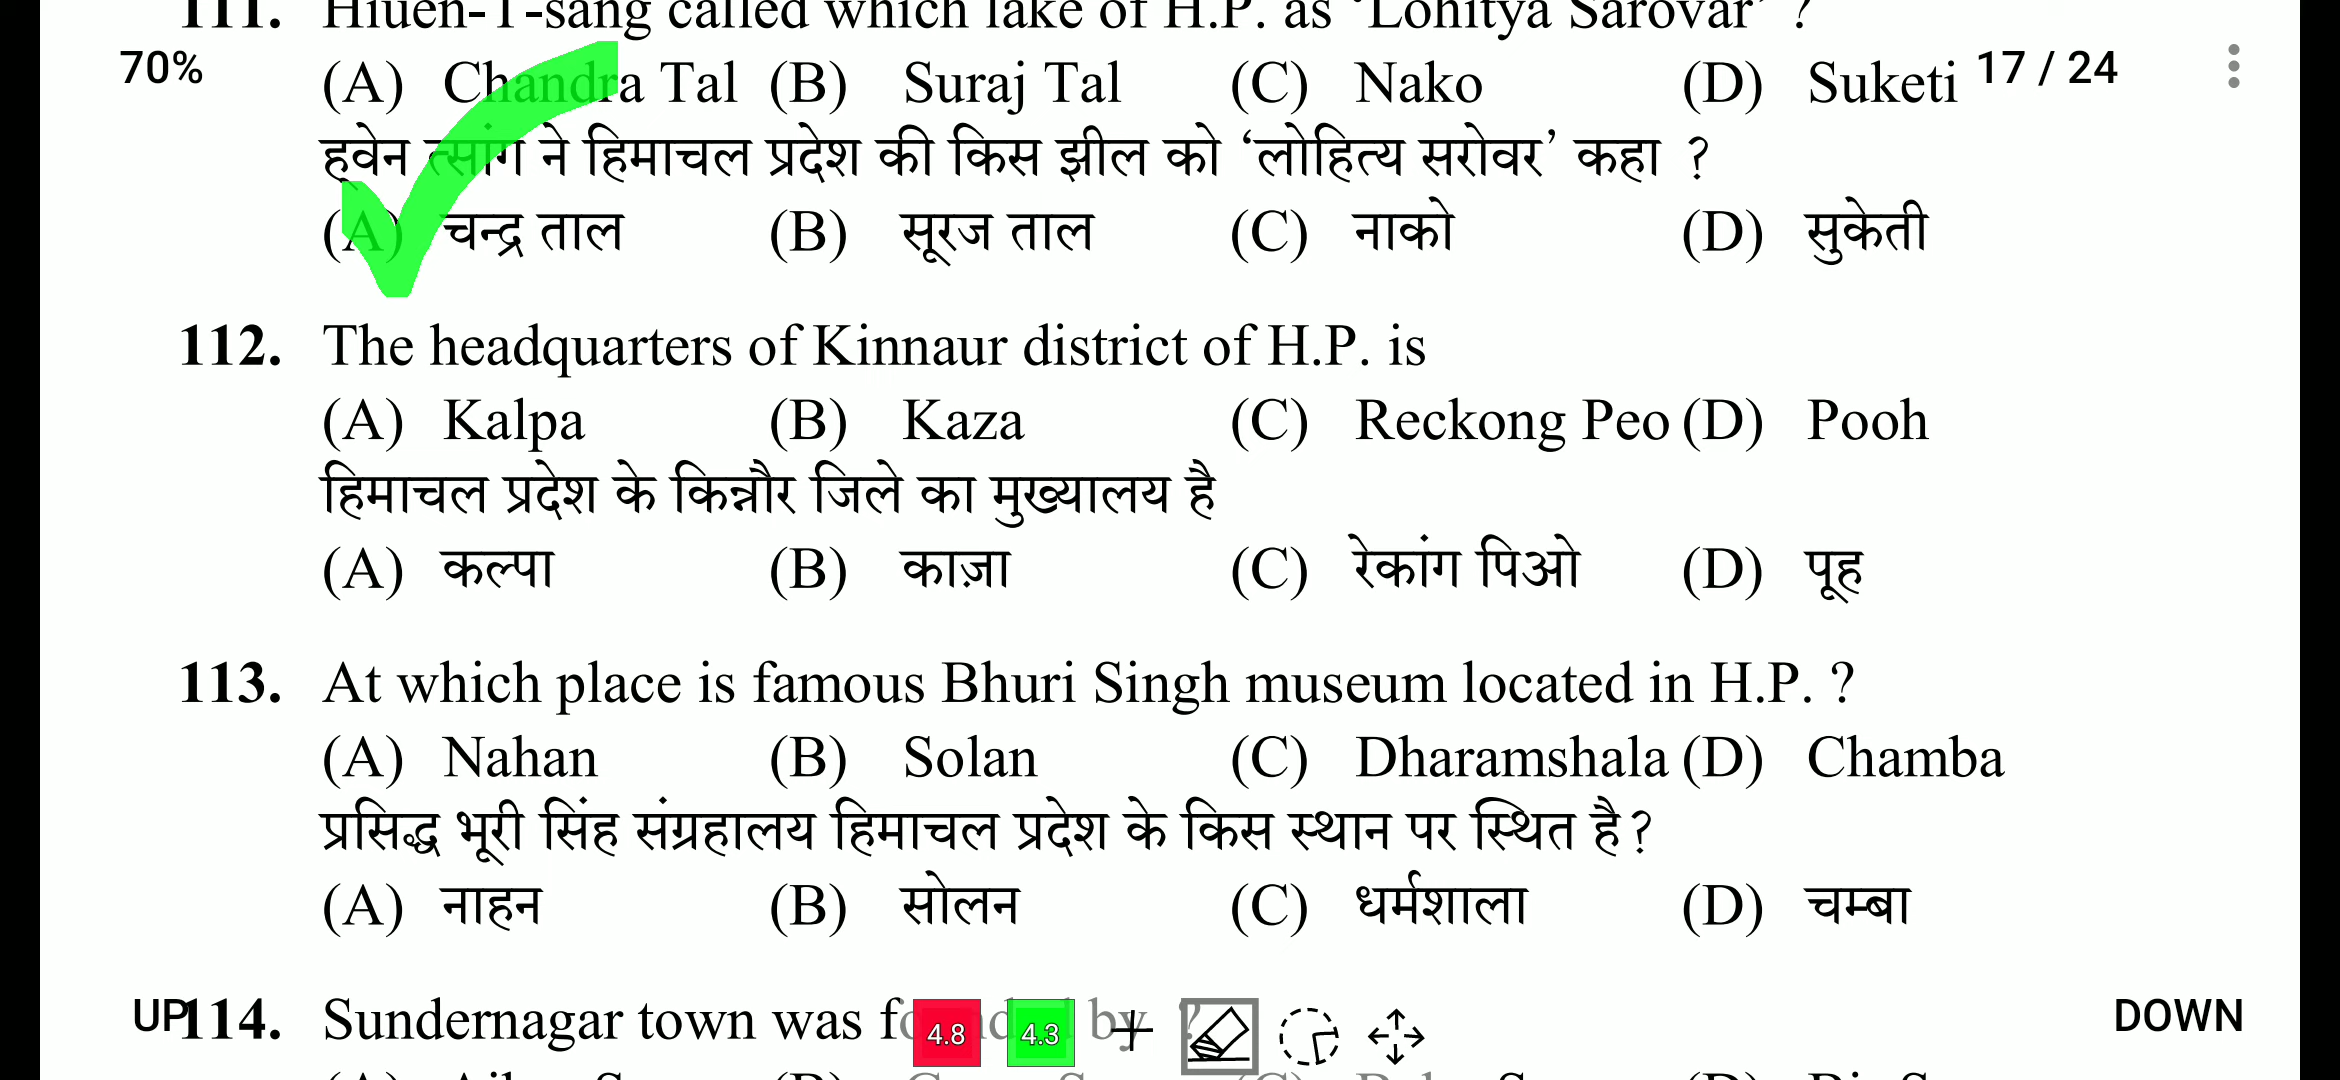 111. Hiuen-T-sang called which lake of H.P. as ‘Lohitya Sarovar’ ?
70%
(A) Chandra Tal (B) Suraj Tal (C) Nako (D) Suketi
17 / 24
ह्वेन त्सांग ने हिमाचल प्रदेश की किस झील को ‘लोहित्य सरोवर’ कहा ?
(A) चन्द्र ताल (B) सूरज ताल (C) नाको (D) सुकेती
112. The headquarters of Kinnaur district of H.P. is
(A) Kalpa (B) Kaza (C) Reckong Peo (D) Pooh
हिमाचल प्रदेश के किन्नौर जिले का मुख्यालय है
(A) कल्पा (B) काज़ा (C) रेकांग पिओ (D) पूह
113. At which place is famous Bhuri Singh museum located in H.P. ?
(A) Nahan (B) Solan (C) Dharamshala (D) Chamba
प्रसिद्ध भूरी सिंह संग्रहालय हिमाचल प्रदेश के किस स्थान पर स्थित है ?
(A) नाहन (B) सोलन (C) धर्मशाला (D) चम्बा
UP
114. Sundernagar town was founded by ?
4.8 4.3
DOWN